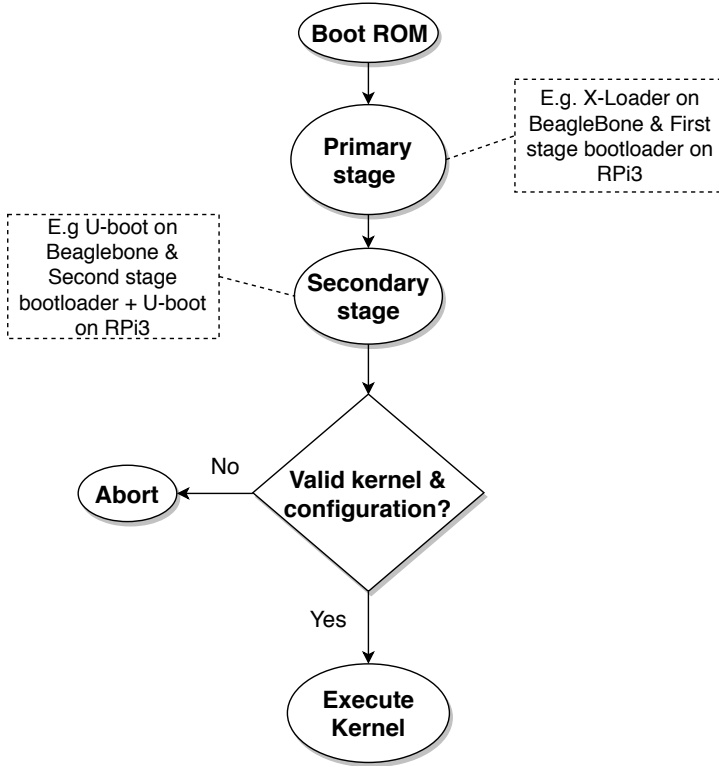 Boot ROM
E.g. X-Loader on
BeagleBone & First
stage bootloader on
RPi3
Primary
stage
E.g U-boot on
Beaglebone &
Second stage
bootloader + U-boot
on RPi3
Secondary
stage
Valid kernel &
configuration?
No
Abort
Yes
Execute
Kernel